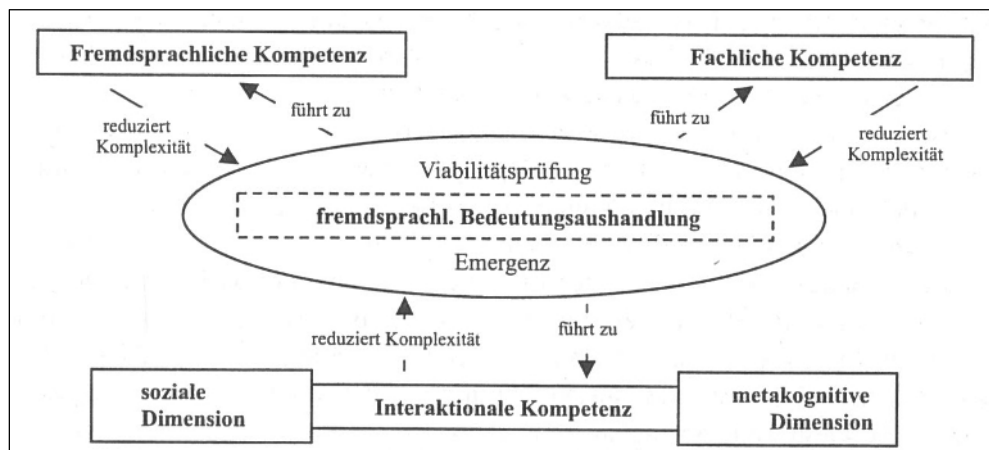 Fremdsprachliche Kompetenz
Fachliche Kompetenz
führt zu
führt zu
reduziert
Komplexität
reduziert
Komplexität
Viabilitätsprüfung
fremdsprachl. Bedeutungsaushandlung
Emergenz
reduziert Komplexität
führt zu
soziale
Dimension
Interaktionale Kompetenz
metakognitive
Dimension